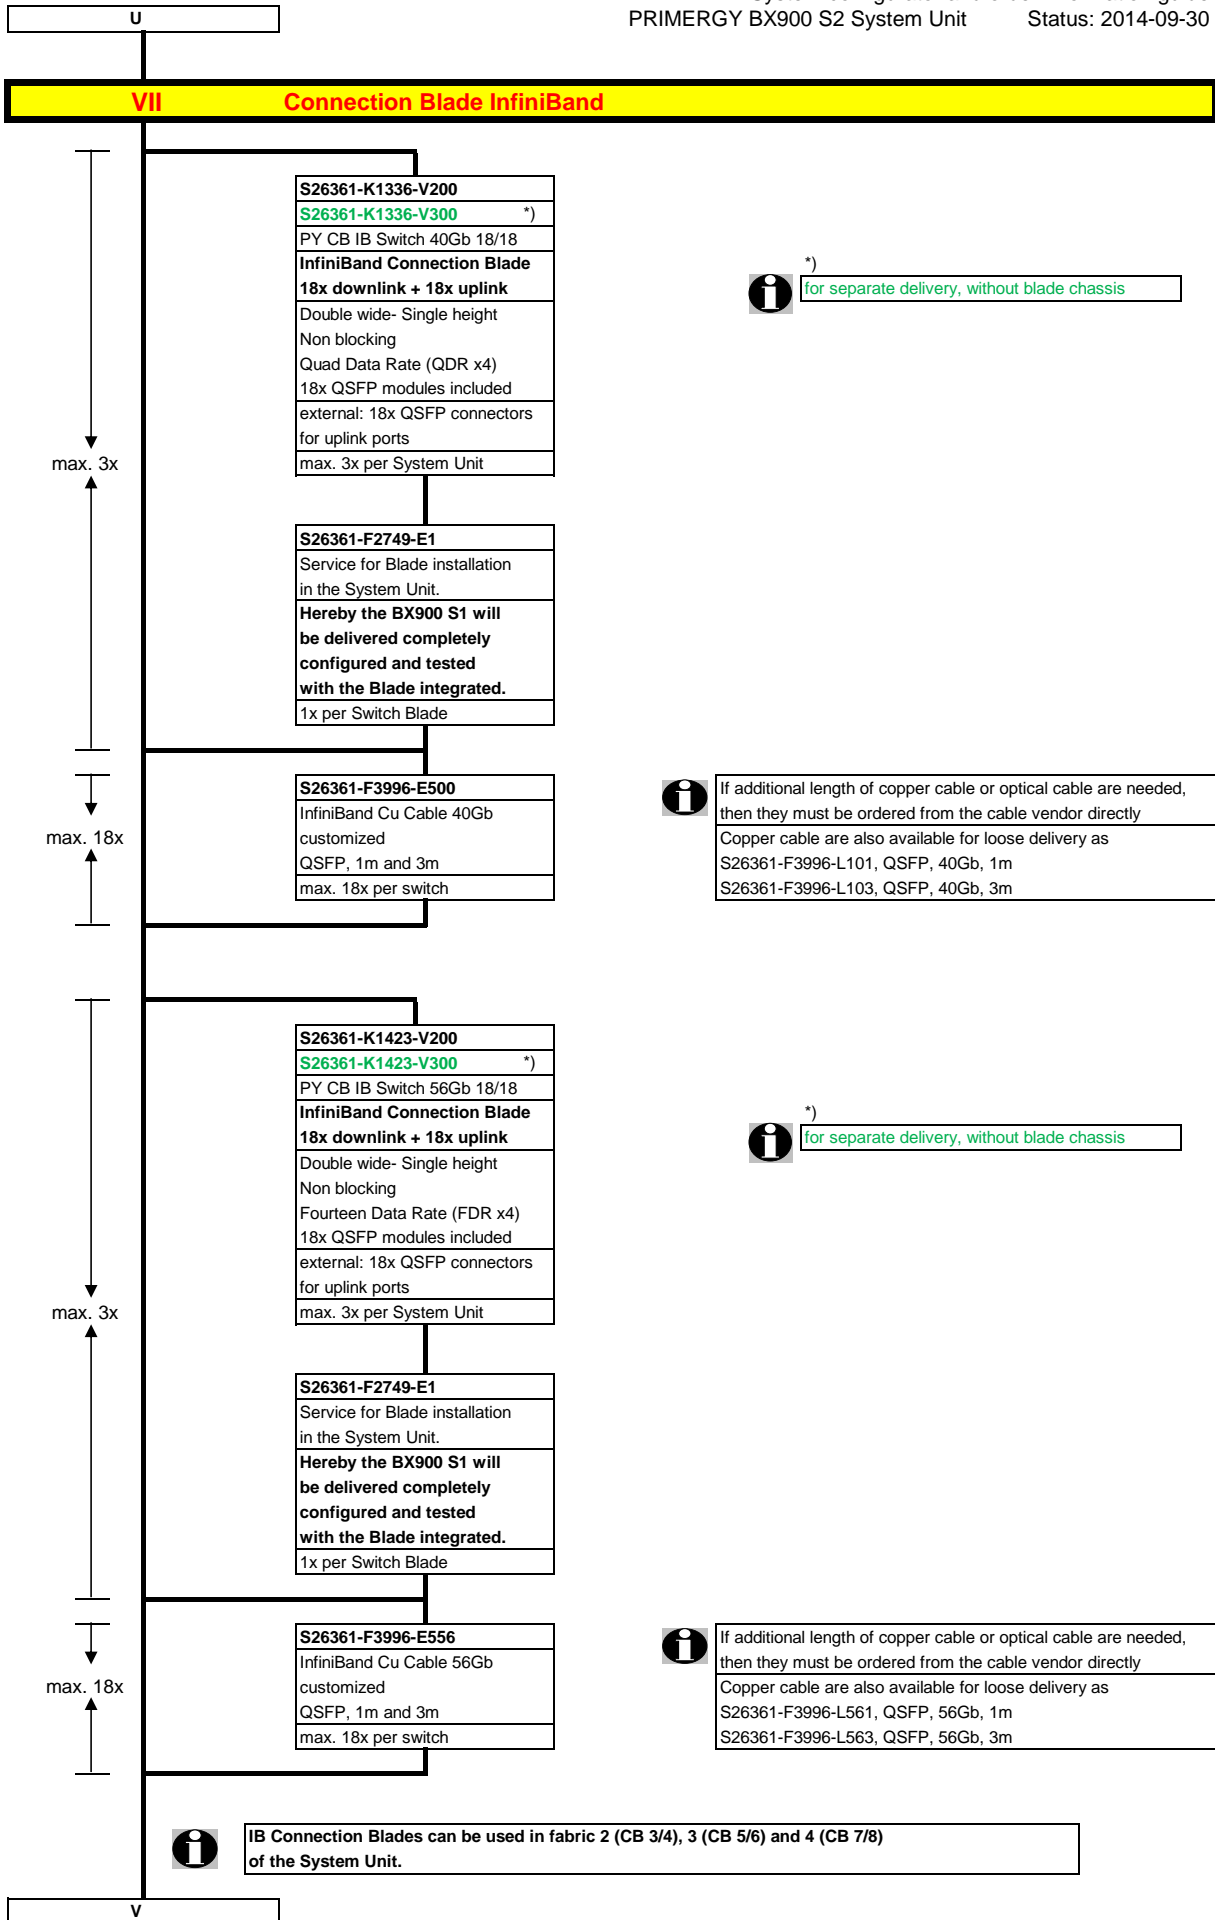 U
PRIMERGY BX900 S2 System Unit Status: 2014-09-30
VII Connection Blade InfiniBand
S26361-K1336-V200
S26361-K1336-V300 *)
PY CB IB Switch 40Gb 18/18
InfiniBand Connection Blade
18x downlink + 18x uplink
Double wide- Single height
Non blocking
Quad Data Rate (QDR x4)
18x QSFP modules included
external: 18x QSFP connectors
for uplink ports
max. 3x per System Unit
*)
for separate delivery, without blade chassis
max. 3x
S26361-F2749-E1
Service for Blade installation
in the System Unit.
Hereby the BX900 S1 will
be delivered completely
configured and tested
with the Blade integrated.
1x per Switch Blade
max. 18x
S26361-F3996-E500
InfiniBand Cu Cable 40Gb
customized
QSFP, 1m and 3m
max. 18x per switch
If additional length of copper cable or optical cable are needed,
then they must be ordered from the cable vendor directly
Copper cable are also available for loose delivery as
S26361-F3996-L101, QSFP, 40Gb, 1m
S26361-F3996-L103, QSFP, 40Gb, 3m
S26361-K1423-V200
S26361-K1423-V300 *)
PY CB IB Switch 56Gb 18/18
InfiniBand Connection Blade
18x downlink + 18x uplink
Double wide- Single height
Non blocking
Fourteen Data Rate (FDR x4)
18x QSFP modules included
external: 18x QSFP connectors
for uplink ports
max. 3x per System Unit
*)
for separate delivery, without blade chassis
max. 3x
S26361-F2749-E1
Service for Blade installation
in the System Unit.
Hereby the BX900 S1 will
be delivered completely
configured and tested
with the Blade integrated.
1x per Switch Blade
max. 18x
S26361-F3996-E556
InfiniBand Cu Cable 56Gb
customized
QSFP, 1m and 3m
max. 18x per switch
If additional length of copper cable or optical cable are needed,
then they must be ordered from the cable vendor directly
Copper cable are also available for loose delivery as
S26361-F3996-L561, QSFP, 56Gb, 1m
S26361-F3996-L563, QSFP, 56Gb, 3m
IB Connection Blades can be used in fabric 2 (CB 3/4), 3 (CB 5/6) and 4 (CB 7/8)
of the System Unit.
V